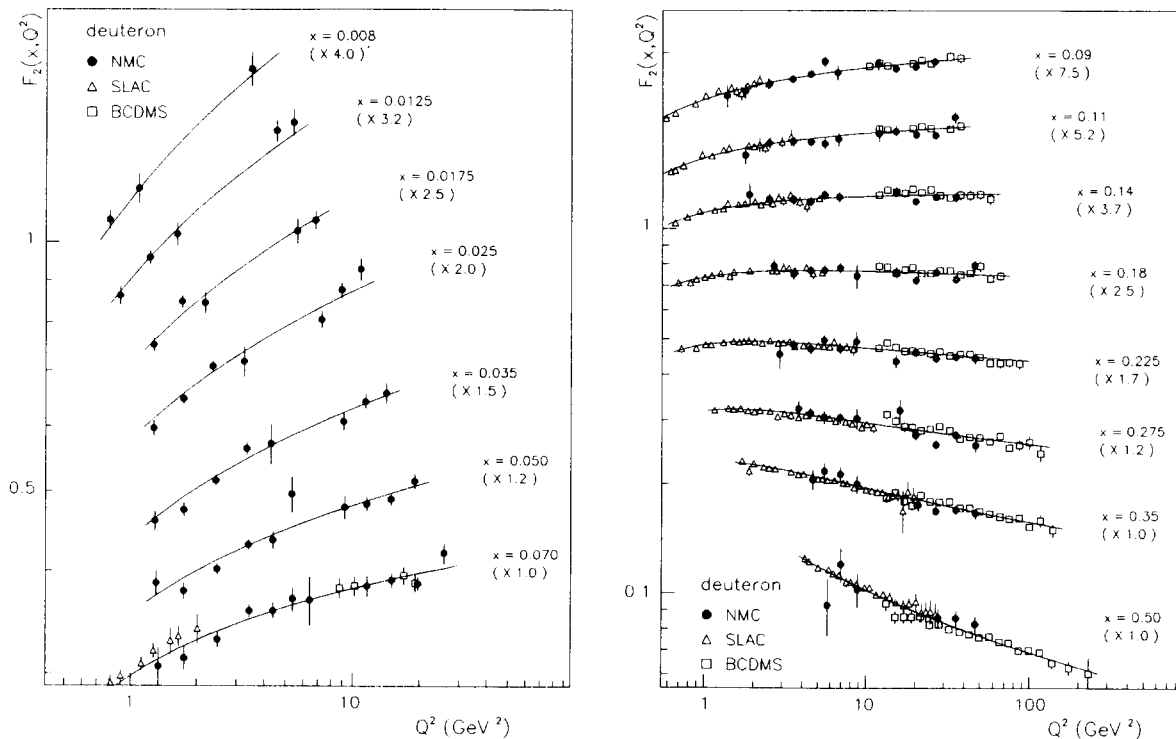 F₂(x,Q²)
deuteron
NMC
SLAC
BCDMS
x = 0.008
( X 4.0 )
x = 0.0125
( X 3.2 )
x = 0.0175
( X 2.5 )
x = 0.025
( X 2.0 )
x = 0.035
( X 1.5 )
x = 0.050
( X 1.2 )
x = 0.070
( X 1.0 )
1
0.5
1
10
Q² (GeV²)
F₂(x,Q²)
x = 0.09
( X 7.5 )
x = 0.11
( X 5.2 )
x = 0.14
( X 3.7 )
x = 0.18
( X 2.5 )
x = 0.225
( X 1.7 )
x = 0.275
( X 1.2 )
x = 0.35
( X 1.0 )
x = 0.50
( X 1.0 )
1
0.1
deuteron
NMC
SLAC
BCDMS
1
10
100
Q² (GeV²)